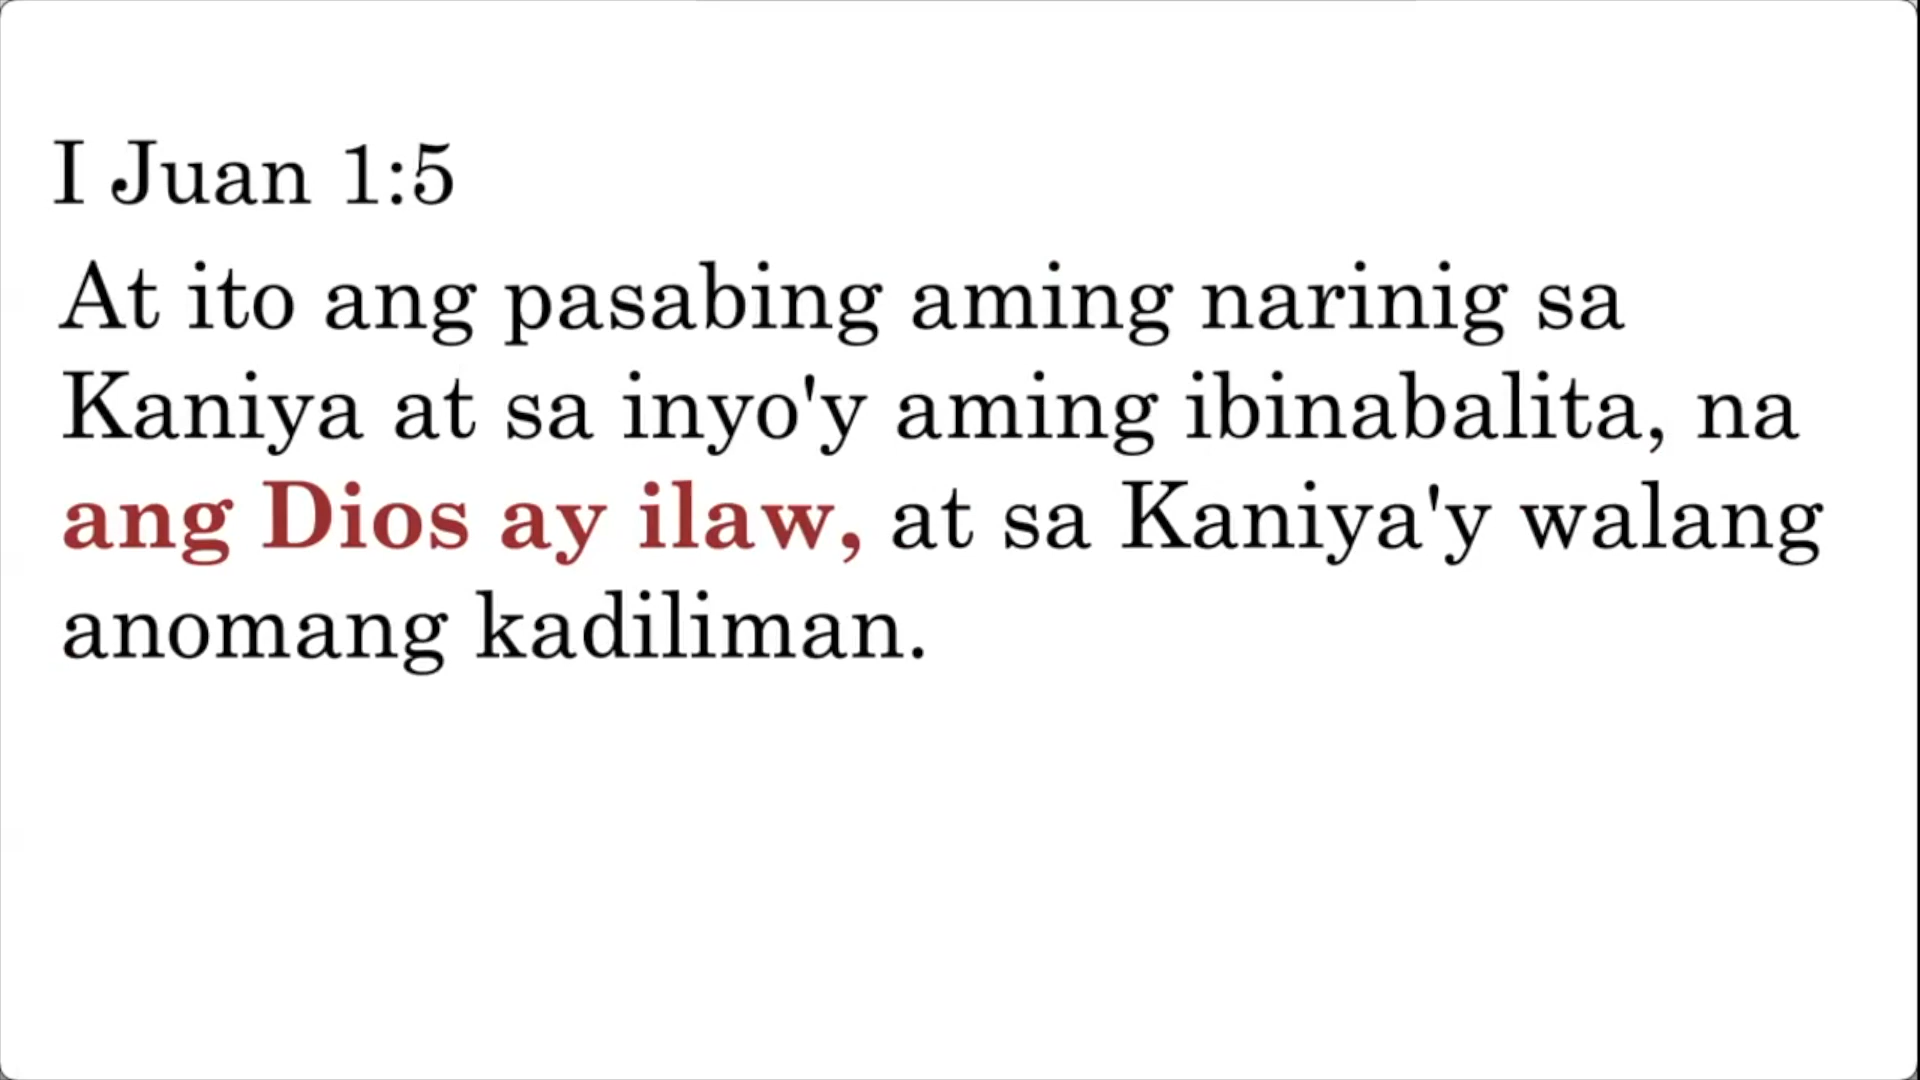 I Juan 1:5
At ito ang pasabing aming narinig sa
Kaniya at sa inyo'y aming ibinabalita, na
ang Dios ay ilaw, at sa Kaniya'y walang
anomang kadiliman.